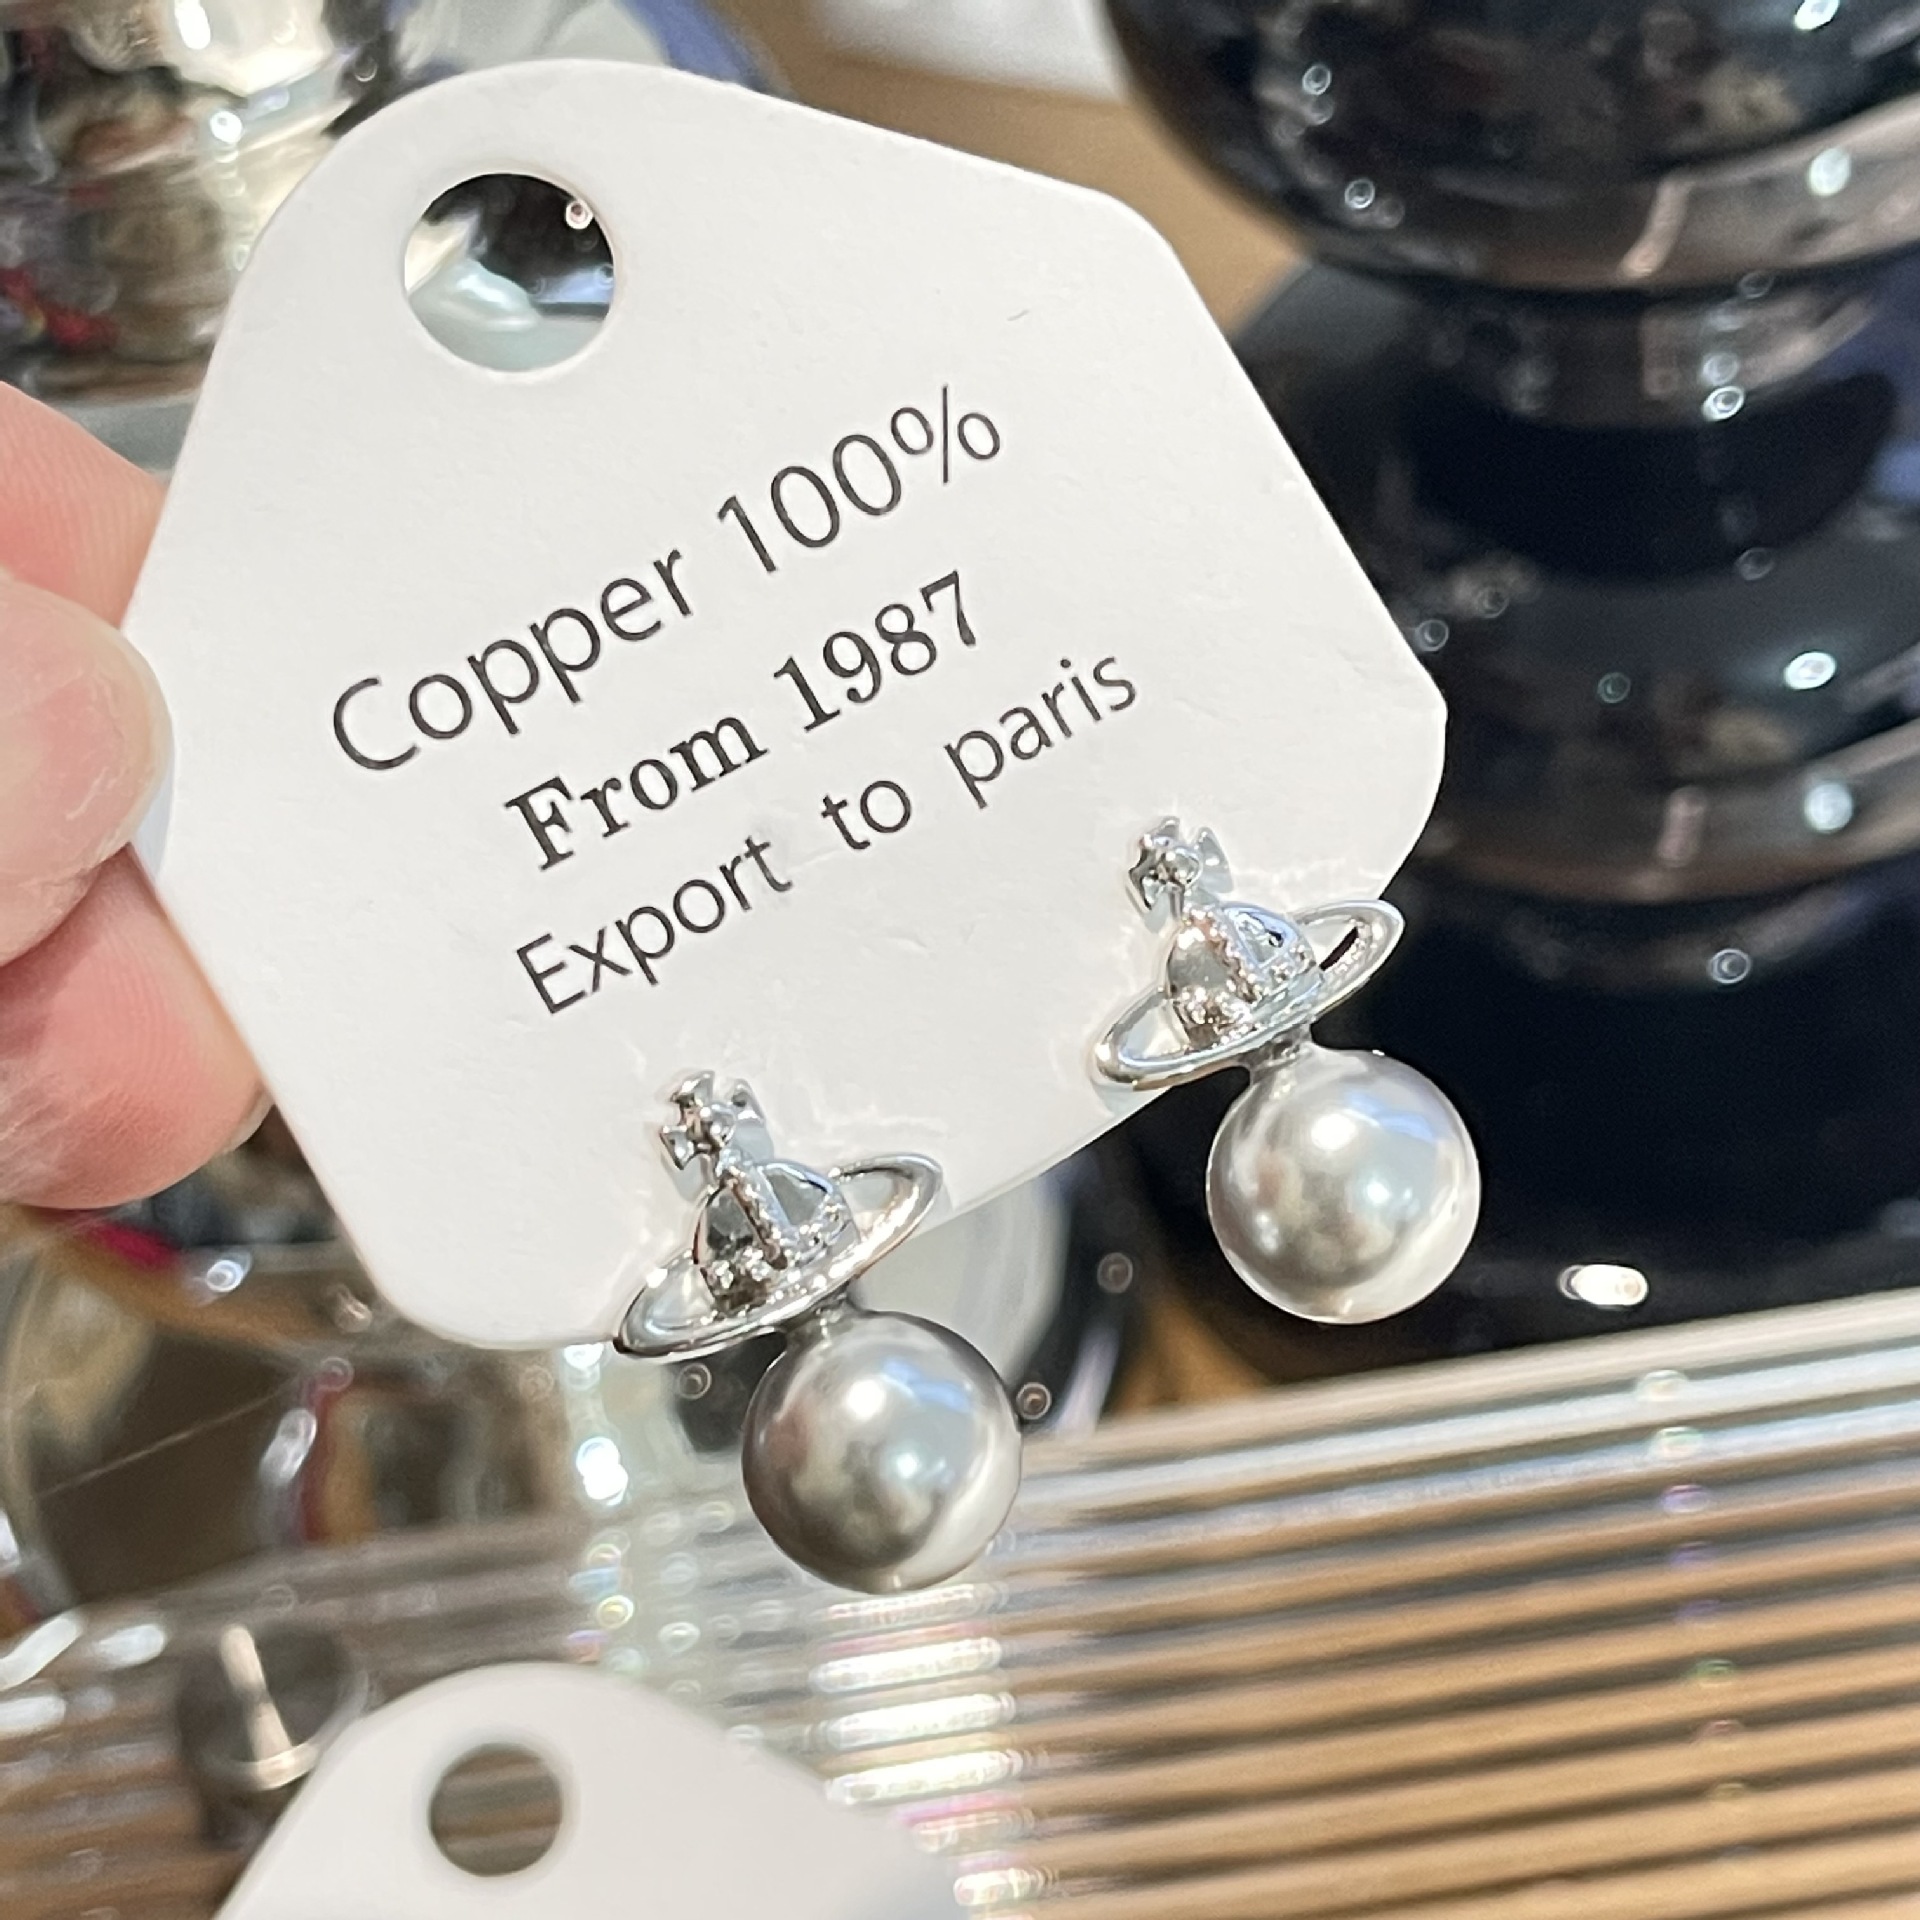 Copper 100%
From 1987
Export to paris